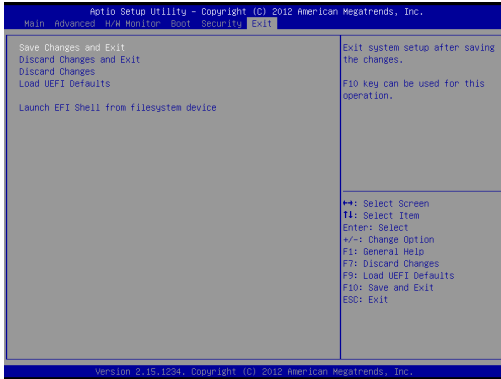 Aptio Setup Utility – Copyright (C) 2012 American Megatrends, Inc.
Main Advanced H/W Monitor Boot Security Exit
Save Changes and Exit
Discard Changes and Exit
Discard Changes
Load UEFI Defaults
Launch EFI Shell from filesystem device
Exit system setup after saving
the changes.
F10 key can be used for this
operation.
↔: Select Screen
↑↓: Select Item
Enter: Select
+/-: Change Option
F1: General Help
F7: Discard Changes
F9: Load UEFI Defaults
F10: Save and Exit
ESC: Exit
Version 2.15.1234. Copyright (C) 2012 American Megatrends, Inc.